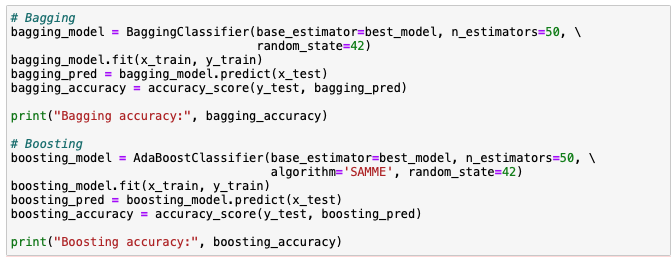 # Bagging
bagging_model = BaggingClassifier(base_estimator=best_model, n_estimators=50, \
random_state=42)
bagging_model.fit(x_train, y_train)
bagging_pred = bagging_model.predict(x_test)
bagging_accuracy = accuracy_score(y_test, bagging_pred)
print("Bagging accuracy:", bagging_accuracy)
# Boosting
boosting_model = AdaBoostClassifier(base_estimator=best_model, n_estimators=50, \
algorithm='SAMME', random_state=42)
boosting_model.fit(x_train, y_train)
boosting_pred = boosting_model.predict(x_test)
boosting_accuracy = accuracy_score(y_test, boosting_pred)
print("Boosting accuracy:", boosting_accuracy)